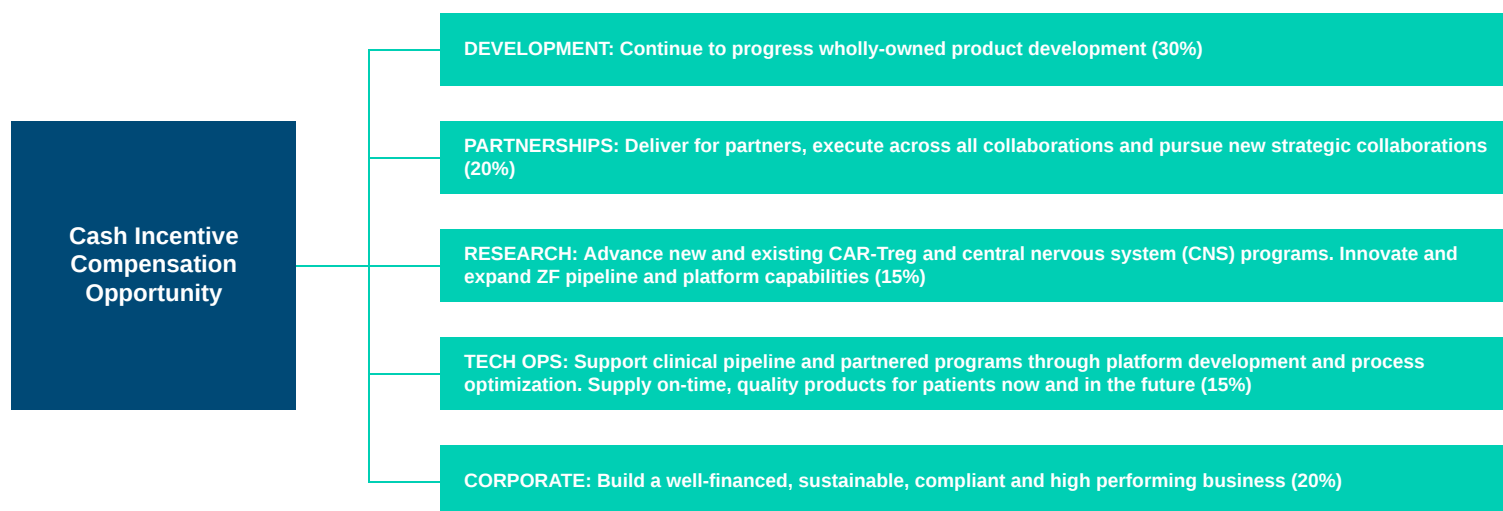 DEVELOPMENT: Continue to progress wholly-owned product development (30%)
PARTNERSHIPS: Deliver for partners, execute across all collaborations and pursue new strategic collaborations
(20%)
Cash Incentive
Compensation
Opportunity
RESEARCH: Advance new and existing CAR-Treg and central nervous system (CNS) programs. Innovate and
expand ZF pipeline and platform capabilities (15%)
TECH OPS: Support clinical pipeline and partnered programs through platform development and process
optimization. Supply on-time, quality products for patients now and in the future (15%)
CORPORATE: Build a well-financed, sustainable, compliant and high performing business (20%)